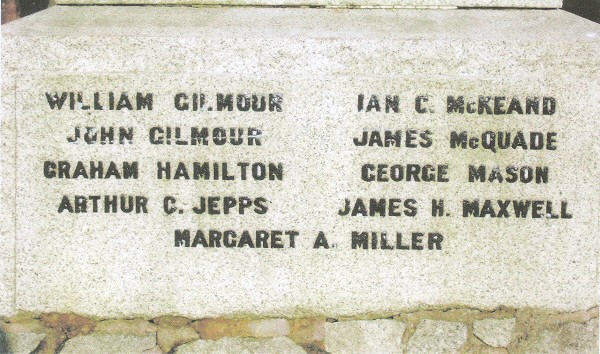 WILLIAM GILMOUR
JOHN GILMOUR
GRAHAM HAMILTON
ARTHUR C. JEPPS
IAN C. McKEAND
JAMES McQUADE
GEORGE MASON
JAMES H. MAXWELL
MARGARET A. MILLER